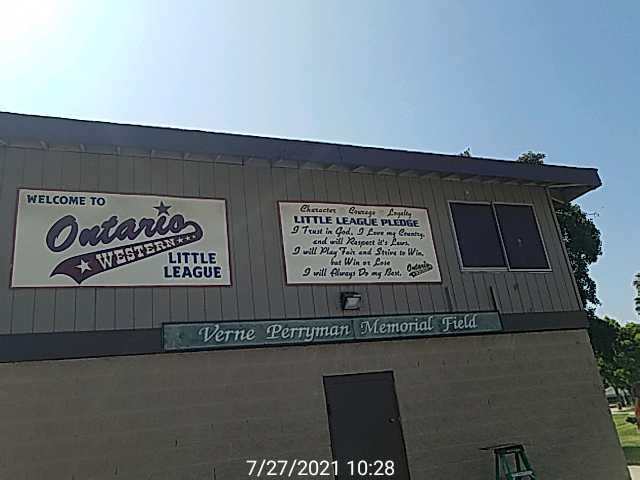 WELCOME TO
Ontario
WESTERN
LITTLE
LEAGUE
Character Courage Loyalty
LITTLE LEAGUE PLEDGE
I Trust in God, I Love my Country,
and will Respect it's Laws,
I will Play Fair and Strive to Win,
but Win or Lose
I will Always Do my Best.
Ontario
Verne Perryman Memorial Field
7/27/2021 10:28